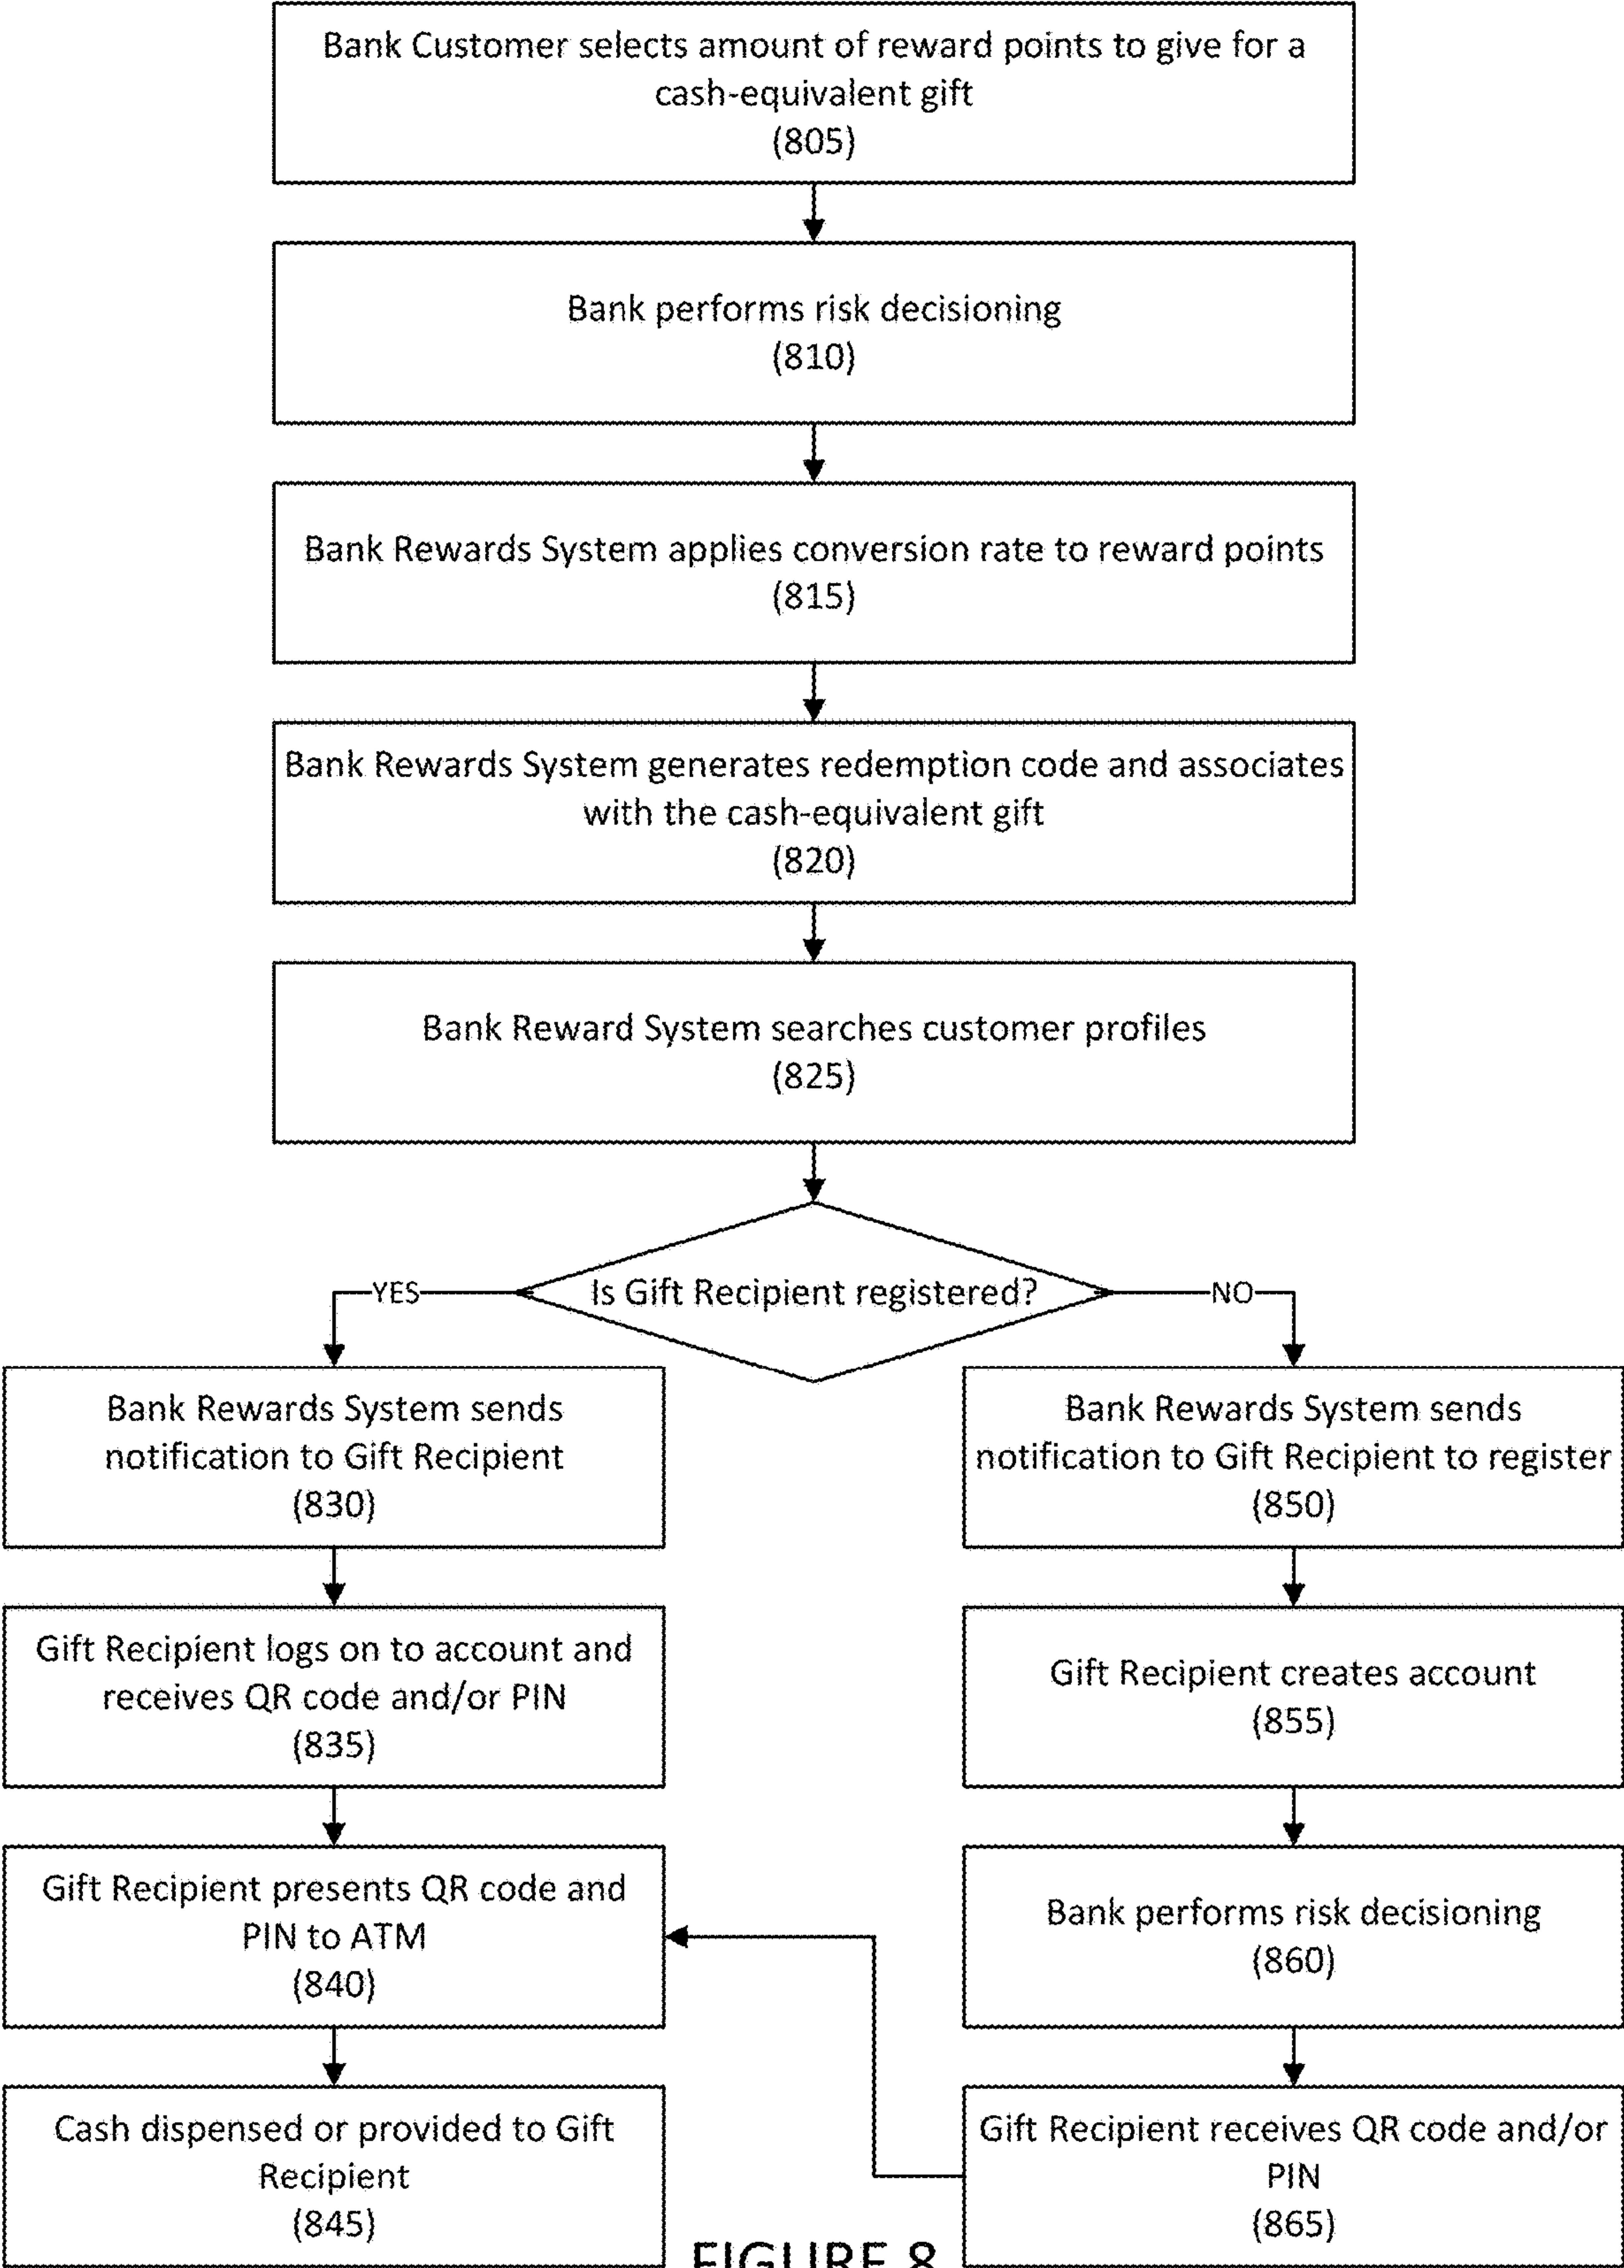 Bank Customer selects amount of reward points to give for a
cash-equivalent gift
(805)
Bank performs risk decisioning
(810)
Bank Rewards System applies conversion rate to reward points
(815)
Bank Rewards System generates redemption code and associates
with the cash-equivalent gift
(820)
Bank Reward System searches customer profiles
(825)
Is Gift Recipient registered?
YES
NO
Bank Rewards System sends
notification to Gift Recipient
(830)
Gift Recipient logs on to account and
receives QR code and/or PIN
(835)
Gift Recipient presents QR code and
PIN to ATM
(840)
Cash dispensed or provided to Gift
Recipient
(845)
Bank Rewards System sends
notification to Gift Recipient to register
(850)
Gift Recipient creates account
(855)
Bank performs risk decisioning
(860)
Gift Recipient receives QR code and/or
PIN
(865)
FIGURE 8